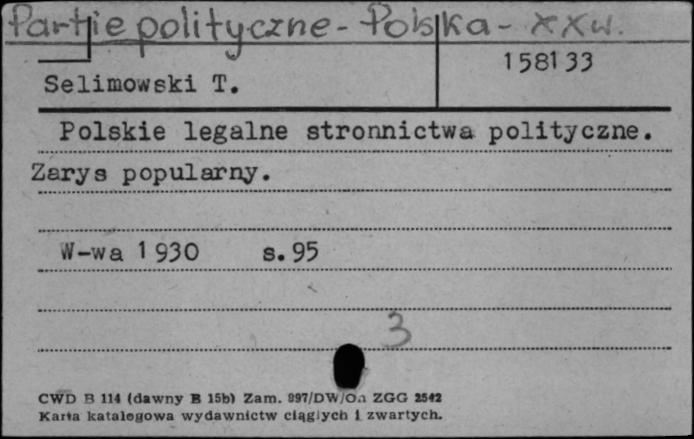 Partie polityczne - Polska - XXw.
158133
Selimowski T.
Polskie legalne stronnictwa polityczne.
Zarys popularny.
W-wa 1930 s.95
3
CWD B 114 (dawny B 15b) Zam. 997/DW/On ZGG 2542
Karta katalogowa wydawnictw ciągłych i zwartych.